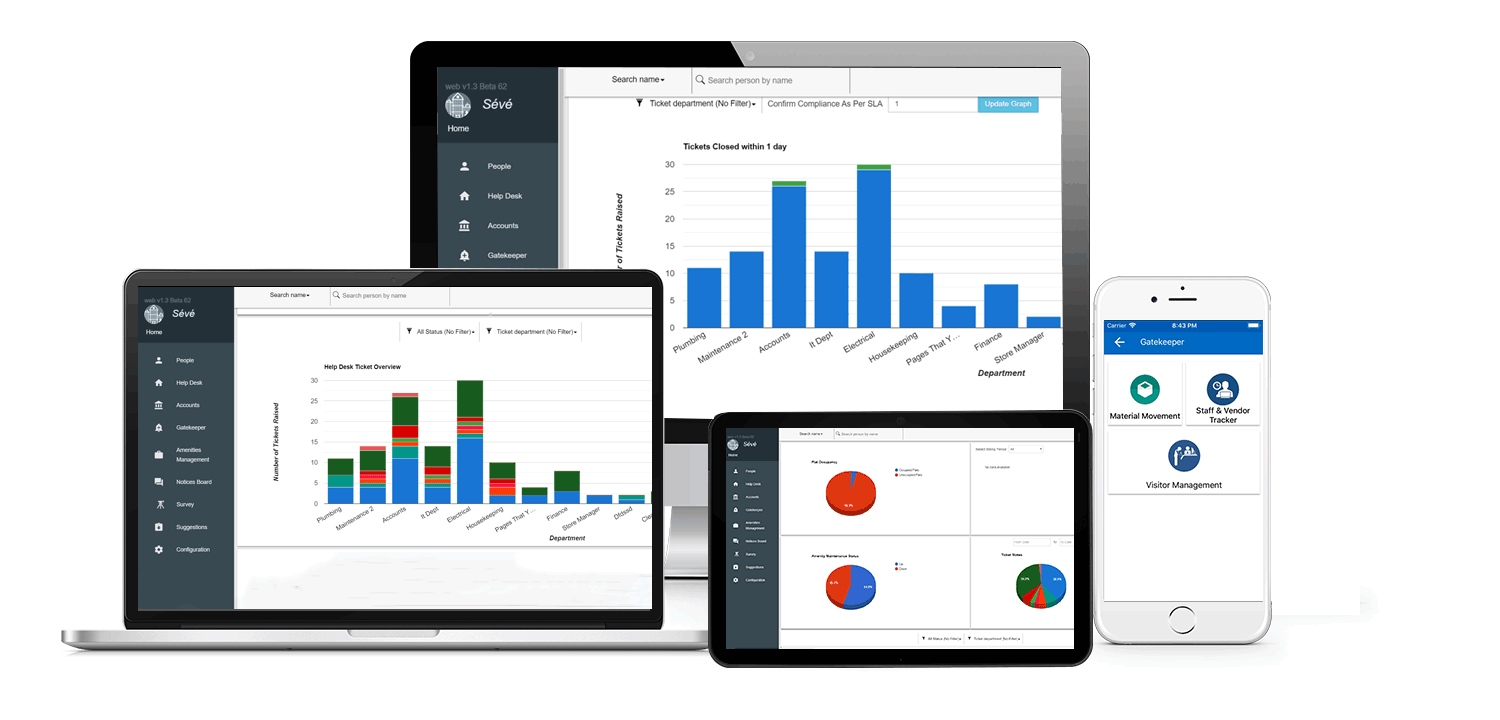 web v1.3 Beta 62
Sévé
Home
People
Help Desk
Accounts
Gatekeeper
Search name
Search person by name
Ticket department (No Filter)
Confirm Compliance As Per SLA
1
Update Graph
Tickets Closed within 1 day
30
25
20
15
10
5
0
r of Tickets Raised
Plumbing
Maintenance 2
Accounts
It Dept
Electrical
Housekeeping
Pages That Y…
Finance
Store Manager
Department
web v1.3 Beta 62
Sévé
Home
People
Help Desk
Accounts
Gatekeeper
Amenities
Management
Notices Board
Survey
Suggestions
Configuration
Search name
Search person by name
All Status (No Filter)
Ticket department (No Filter)
Help Desk Ticket Overview
30
25
20
15
10
5
0
Number of Tickets Raised
Plumbing
Maintenance 2
Accounts
It Dept
Electrical
Housekeeping
Pages That Y…
Finance
Store Manager
Dfdssd
Cle
Department
Sévé
Home
People
Help Desk
Accounts
Gatekeeper
Amenities
Management
Notices Board
Survey
Suggestions
Configuration
Search name
Search person by name
Flat Occupancy
Amenity Maintenance Status
Up
Down
Ticket Status
All Status (No Filter)
Ticket department (No Filter)
Carrier
8:43 PM
Gatekeeper
Material Movement
Staff & Vendor
Tracker
Visitor Management